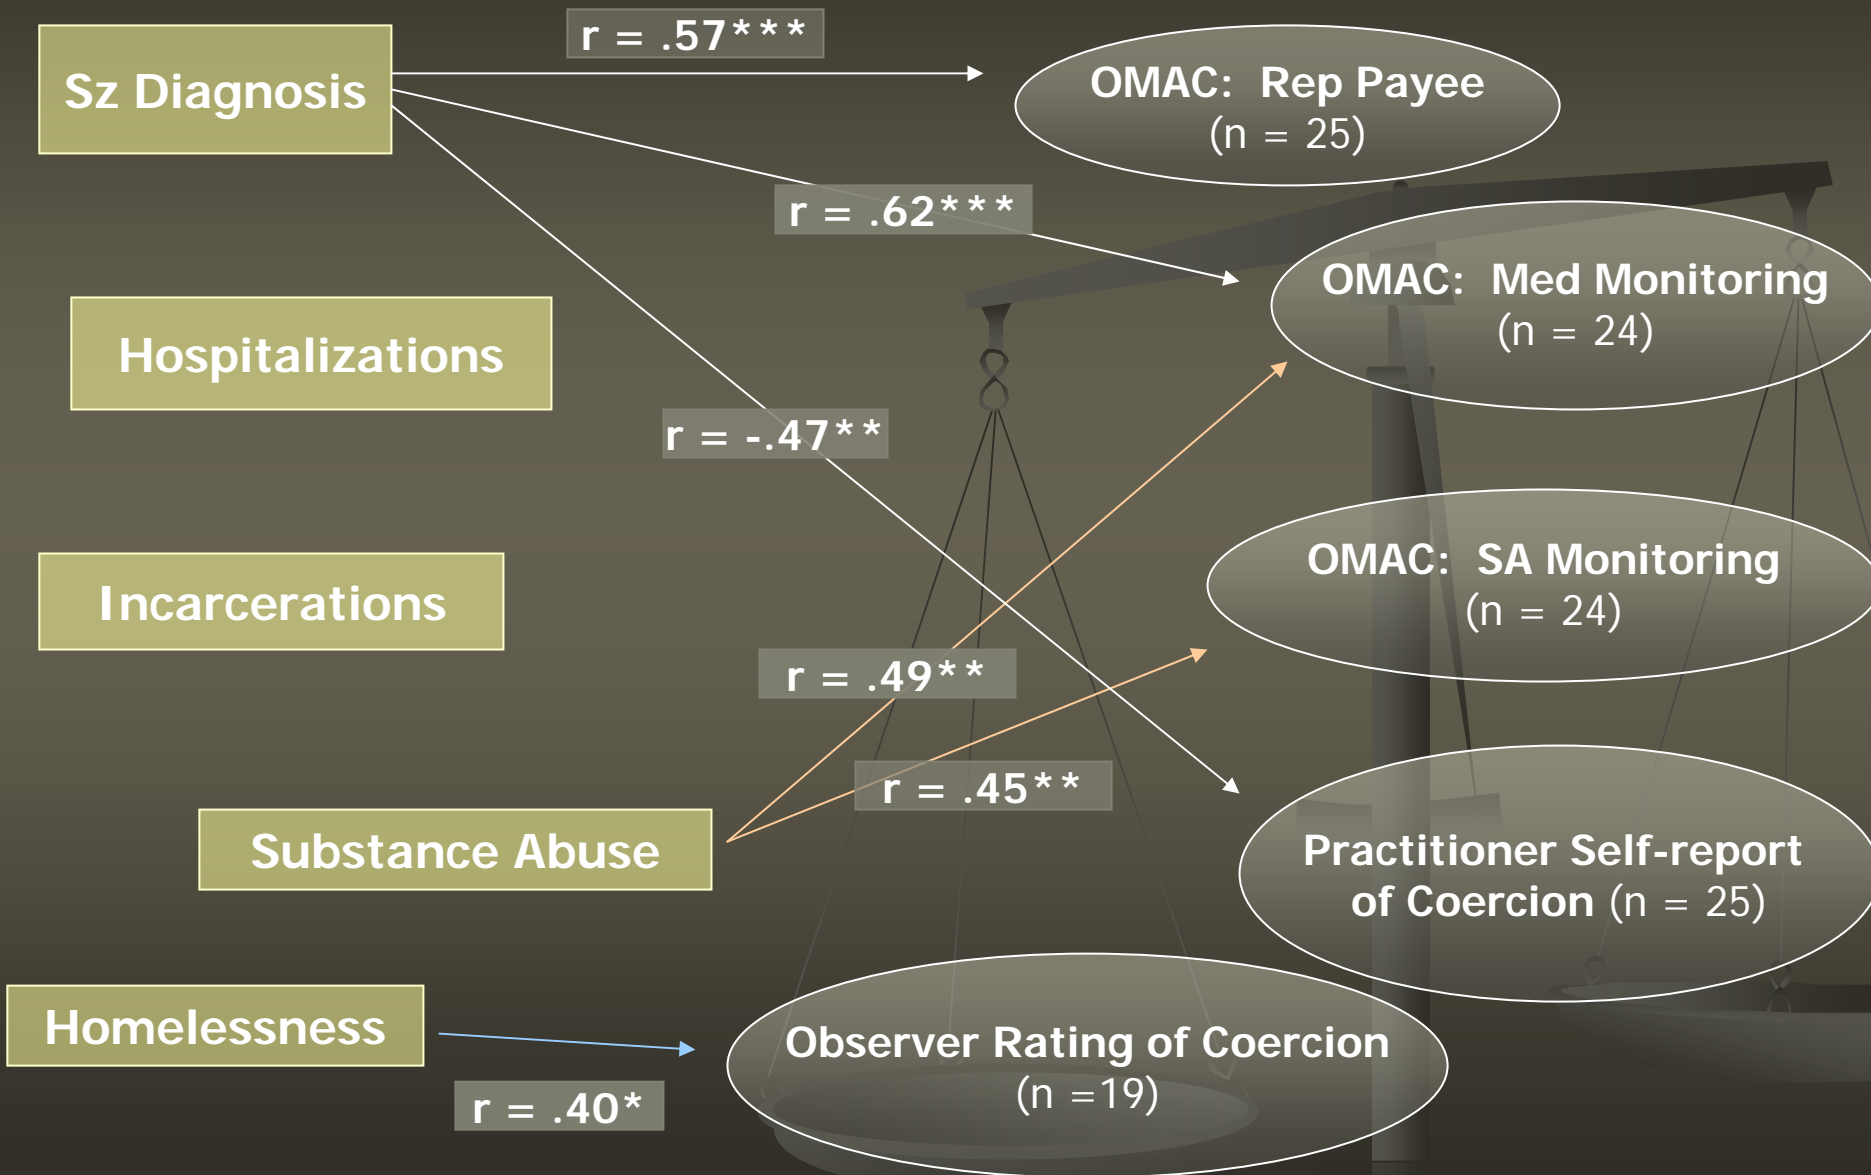 r = .57***
Sz Diagnosis
OMAC:  Rep Payee
(n = 25)
r = .62***
OMAC:  Med Monitoring
(n = 24)
Hospitalizations
r = -.47**
OMAC:  SA Monitoring
(n = 24)
Incarcerations
r = .49**
r = .45**
Substance Abuse
Practitioner Self-report
of Coercion (n = 25)
Homelessness
Observer Rating of Coercion
(n =19)
r = .40*